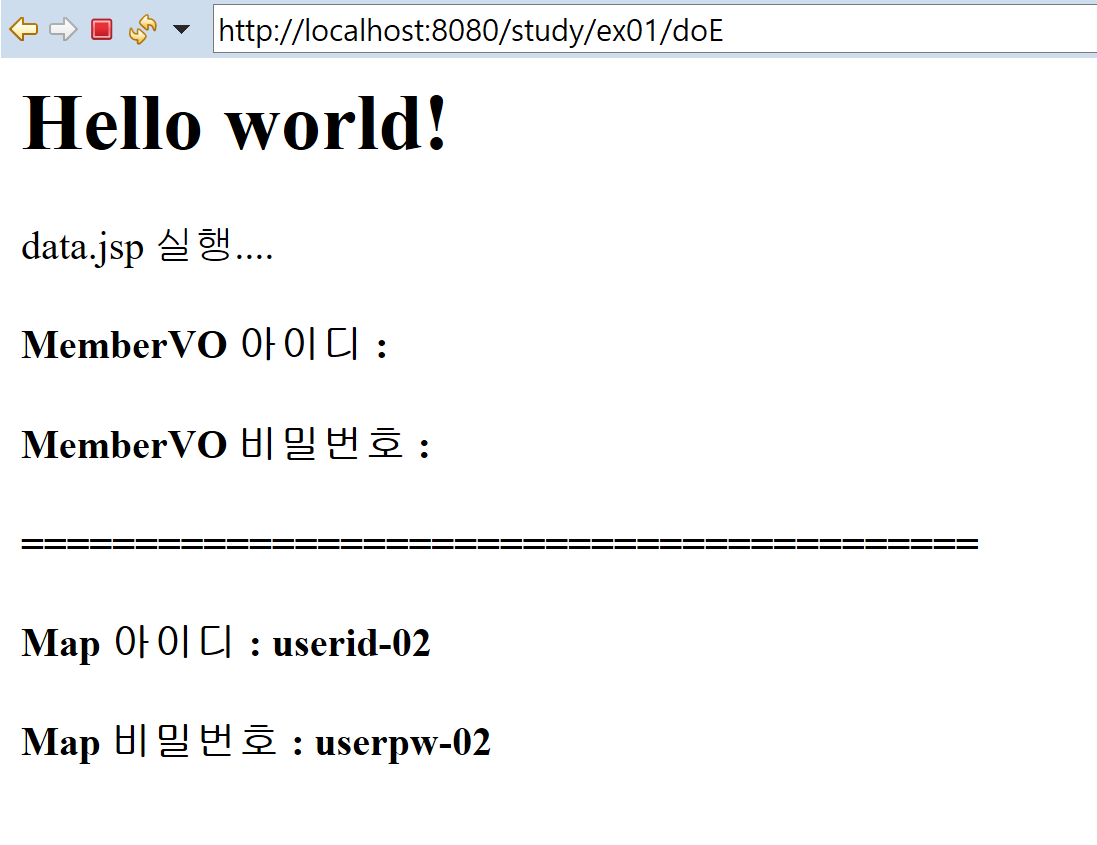 http://localhost:8080/study/ex01/doE
Hello world!
data.jsp 실행....
MemberVO 아이디 :
MemberVO 비밀번호 :
==========================================
Map 아이디 : userid-02
Map 비밀번호 : userpw-02